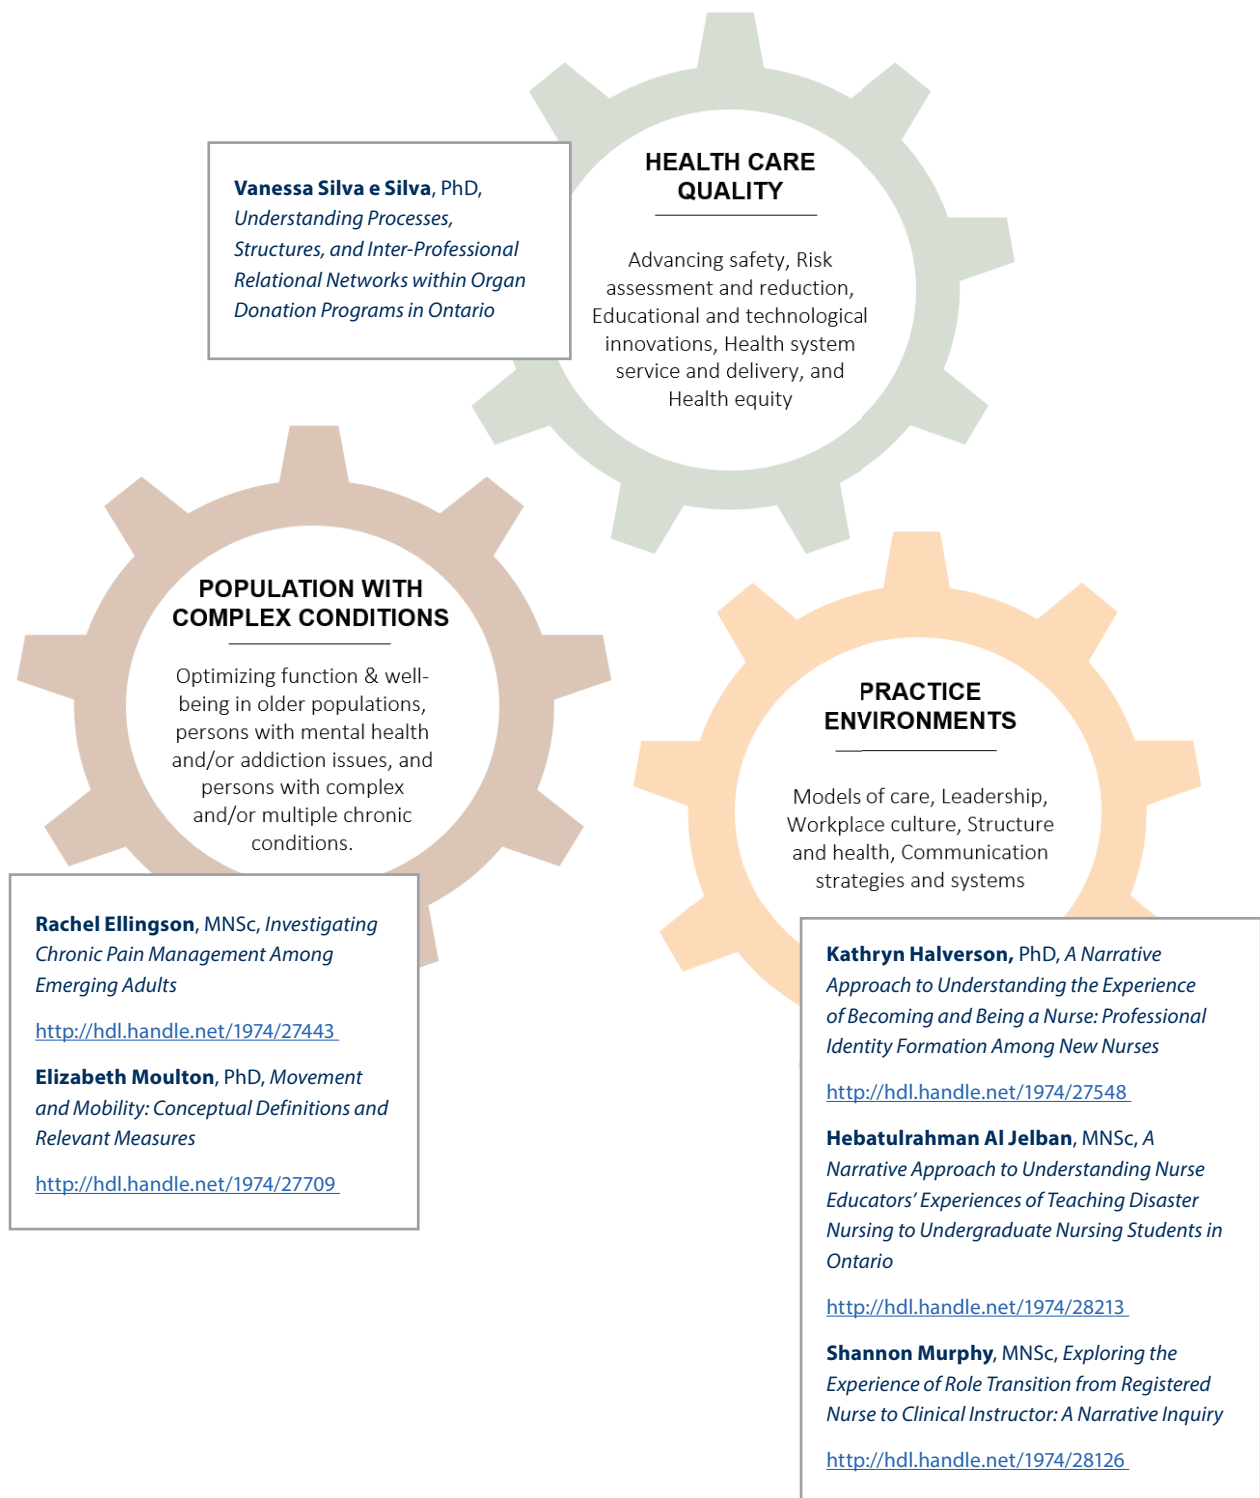 HEALTH CARE
QUALITY
Advancing safety, Risk
assessment and reduction,
Educational and technological
innovations, Health system
service and delivery, and
Health equity
Vanessa Silva e Silva, PhD,
Understanding Processes,
Structures, and Inter-Professional
Relational Networks within Organ
Donation Programs in Ontario
POPULATION WITH
COMPLEX CONDITIONS
Optimizing function & well-
being in older populations,
persons with mental health
and/or addiction issues, and
persons with complex
and/or multiple chronic
conditions.
Rachel Ellingson, MNSc, Investigating
Chronic Pain Management Among
Emerging Adults
http://hdl.handle.net/1974/27443
Elizabeth Moulton, PhD, Movement
and Mobility: Conceptual Definitions and
Relevant Measures
http://hdl.handle.net/1974/27709
PRACTICE
ENVIRONMENTS
Models of care, Leadership,
Workplace culture, Structure
and health, Communication
strategies and systems
Kathryn Halverson, PhD, A Narrative
Approach to Understanding the Experience
of Becoming and Being a Nurse: Professional
Identity Formation Among New Nurses
http://hdl.handle.net/1974/27548
Hebatulrahman Al Jelban, MNSc, A
Narrative Approach to Understanding Nurse
Educators’ Experiences of Teaching Disaster
Nursing to Undergraduate Nursing Students in
Ontario
http://hdl.handle.net/1974/28213
Shannon Murphy, MNSc, Exploring the
Experience of Role Transition from Registered
Nurse to Clinical Instructor: A Narrative Inquiry
http://hdl.handle.net/1974/28126